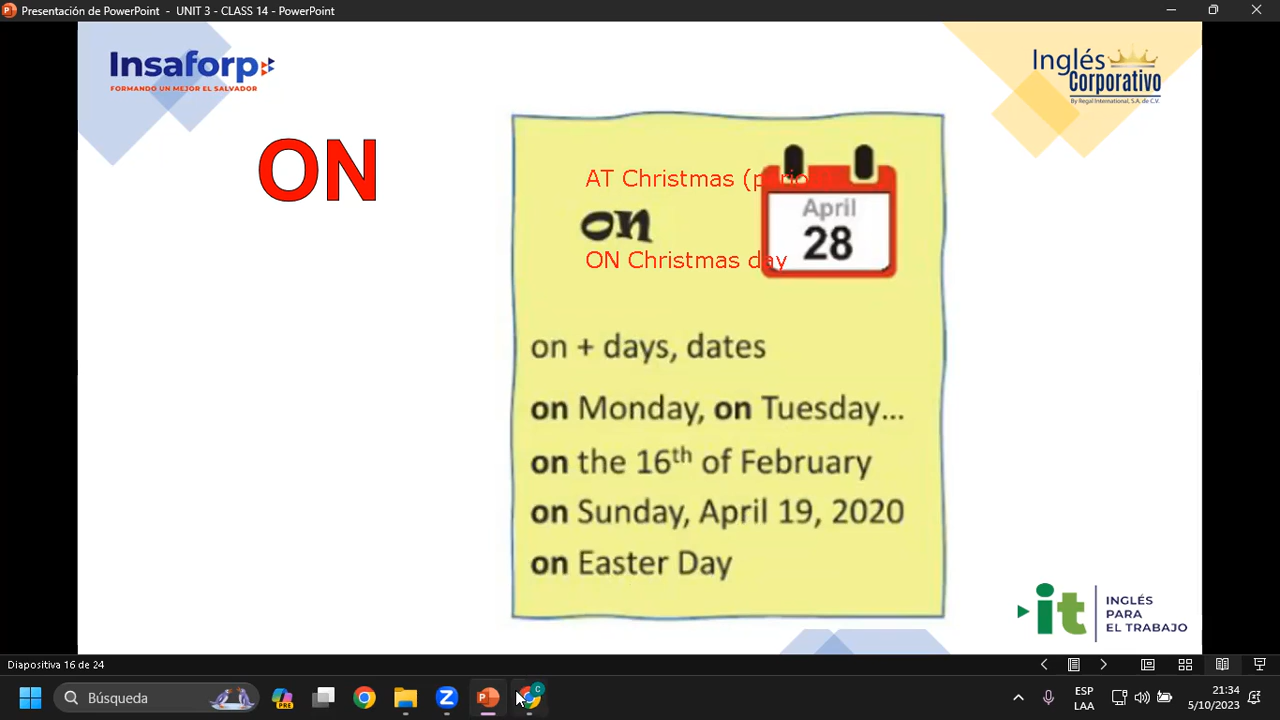 Presentación de PowerPoint - UNIT 3 - CLASS 14 - PowerPoint
Insaforp
FORMANDO UN MEJOR EL SALVADOR
Inglés
Corporativo
By Regal International, S.A. de C.V.
ON
AT Christmas
April
on
28
ON Christmas day
on + days, dates
on Monday, on Tuesday...
on the 16th of February
on Sunday, April 19, 2020
on Easter Day
it
INGLÉS
PARA
EL TRABAJO
Diapositiva 16 de 24
Búsqueda
PRE
C
ESP
LAA
21:34
5/10/2023